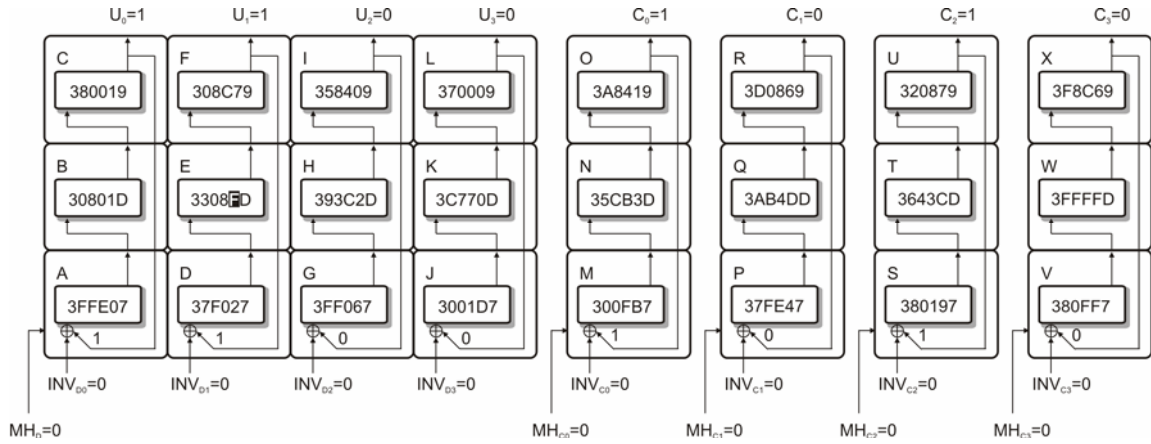 U₀=1 U₁=1 U₂=0 U₃=0 C₀=1 C₁=0 C₂=1 C₃=0
C F I L O R U X
380019 308C79 358409 370009 3A8419 3D0869 320879 3F8C69
B E H K N Q T W
30801D 3308FD 393C2D 3C770D 35CB3D 3AB4DD 3643CD 3FFFFD
A D G J M P S V
3FFE07 37F027 3FF067 3001D7 300FB7 37FE47 380197 380FF7
1 1 0 0 1 0 1 0
INV_D0=0 INV_D1=0 INV_D2=0 INV_D3=0 INV_C0=0 INV_C1=0 INV_C2=0 INV_C3=0
MH_D=0 MH_C0=0 MH_C1=0 MH_C2=0 MH_C3=0